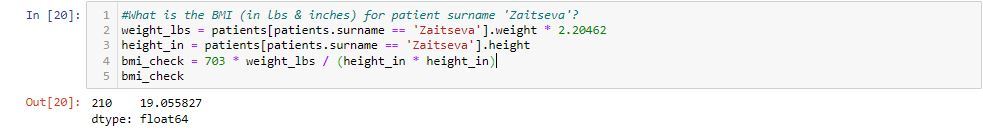 In [20]:
1 #What is the BMI (in lbs & inches) for patient surname 'Zaitseva'?
2 weight_lbs = patients[patients.surname == 'Zaitseva'].weight * 2.20462
3 height_in = patients[patients.surname == 'Zaitseva'].height
4 bmi_check = 703 * weight_lbs / (height_in * height_in)
5 bmi_check
Out[20]: 210    19.055827
dtype: float64